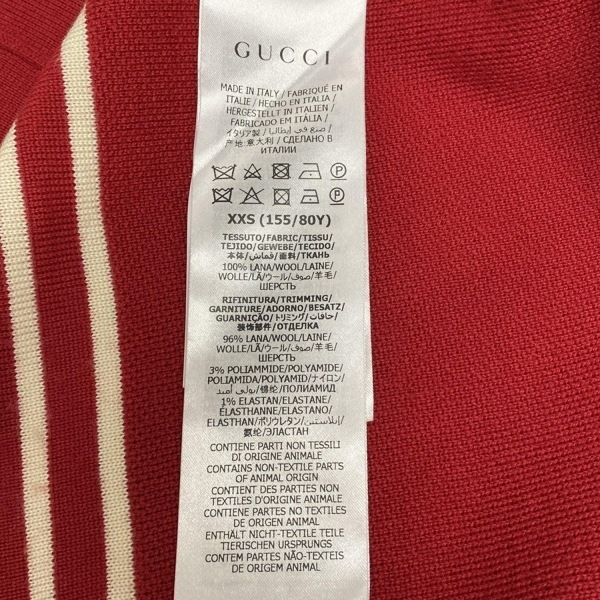 GUCCI
MADE IN ITALY / FABRIQUÉ EN
ITALIE / HECHO EN ITALIA/
HERGESTELLT IN ITALIEN /
FABRICADO EM ITÁLIA /
イタリア製 / صنع في إيطاليا /
产地:意大利 / СДЕЛАНО В
ИТАЛИИ
XXS (155/80Y)
TESSUTO/FABRIC/TISSU/
TEJIDO/GEWEBE/TECIDO/
本体/قماش/面料/ТКАНЬ
100% LANA/WOOL/LAINE/
WOLLE/LÃ/ウール/صوف/羊毛/
ШЕРСТЬ
RIFINITURA/TRIMMING/
GARNITURE/ADORNO/BESATZ/
GUARNIÇÃO/トリミング/حافات/
装饰部件/ОТДЕЛКА
96% LANA/WOOL/LAINE/
WOLLE/LÃ/ウール/صوف/羊毛/
ШЕРСТЬ
3% POLIAMMIDE/POLYAMIDE/
POLIAMIDA/POLYAMID/ナイロン/
بولي أميد/锦纶/ПОЛИАМИД
1% ELASTAN/ELASTANE/
ÉLASTHANNE/ELASTANO/
ELASTHAN/ポリウレタン/إيلاستين/
氨纶/ЭЛАСТАН
CONTIENE PARTI NON TESSILI
DI ORIGINE ANIMALE
CONTAINS NON-TEXTILE PARTS
OF ANIMAL ORIGIN
CONTIENT DES PARTIES NON
TEXTILES D'ORIGINE ANIMALE
CONTIENE PARTES NO TEXTILES
DE ORIGEN ANIMAL
ENTHÄLT NICHT-TEXTILE TEILE
TIERISCHEN URSPRUNGS
CONTEM PARTES NÃO-TEXTEIS
DE ORIGEM ANIMAL